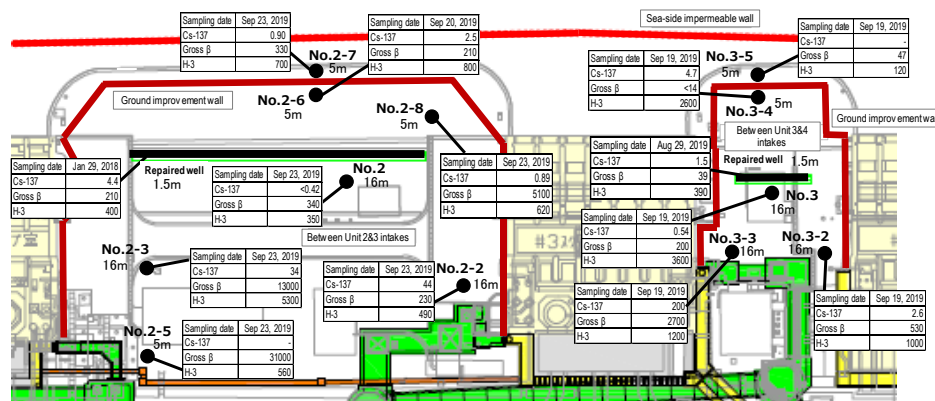 Sampling date Sep 23, 2019
Cs-137 0.90
Gross β 330
H-3 700
No.2-7
5m
Sampling date Sep 20, 2019
Cs-137 2.5
Gross β 210
H-3 800
No.2-6
5m
Sea-side impermeable wall
Sampling date Sep 19, 2019
Cs-137 -
Gross β 47
H-3 120
No.3-5
5m
Sampling date Sep 19, 2019
Cs-137 4.7
Gross β <14
H-3 2600
No.3-4
5m
Ground improvement wall
No.2-8
5m
Ground improvement wal
Between Unit 3&4
intakes
Sampling date Jan 29, 2018
Cs-137 4.4
Gross β 210
H-3 400
Repaired well
1.5m
Sampling date Sep 23, 2019
Cs-137 <0.42
Gross β 340
H-3 350
No.2
16m
Sampling date Sep 23, 2019
Cs-137 0.89
Gross β 5100
H-3 620
Sampling date Aug 29, 2019
Cs-137 1.5
Gross β 39
H-3 390
Repaired well
1.5m
No.3
16m
Between Unit 2&3 intakes
Sampling date Sep 19, 2019
Cs-137 0.54
Gross β 200
H-3 3600
#3ス
No.3-3
16m
No.3-2
16m
No.2-3
16m
Sampling date Sep 23, 2019
Cs-137 34
Gross β 13000
H-3 5300
Sampling date Sep 23, 2019
Cs-137 44
Gross β 230
H-3 490
No.2-2
16m
Sampling date Sep 19, 2019
Cs-137 200
Gross β 2700
H-3 1200
Sampling date Sep 19, 2019
Cs-137 2.6
Gross β 530
H-3 1000
No.2-5
5m
Sampling date Sep 23, 2019
Cs-137 -
Gross β 31000
H-3 560